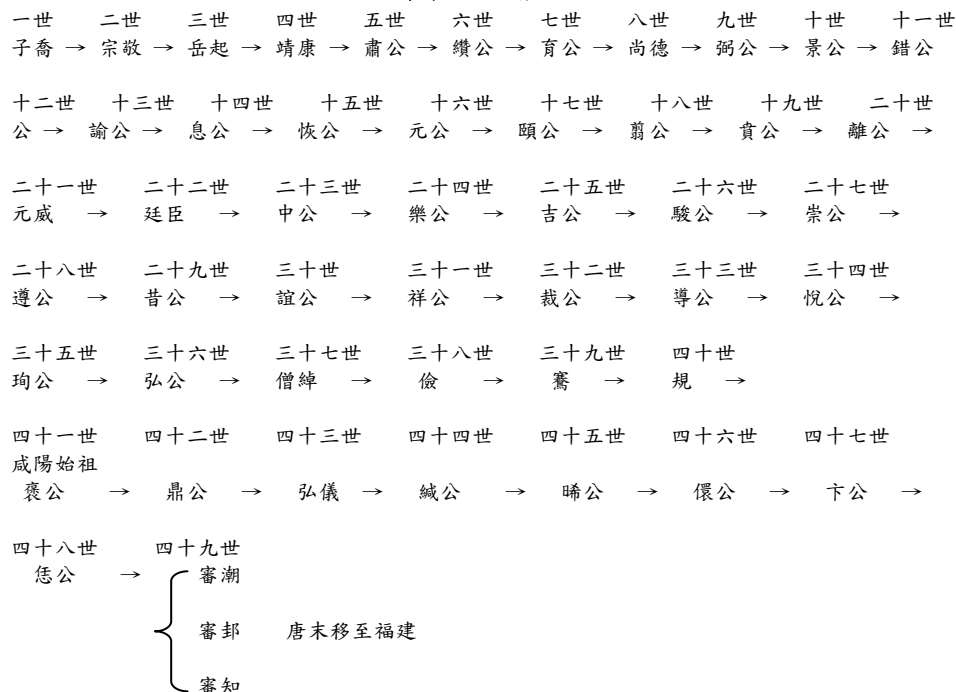 一世 二世 三世 四世 五世 六世 七世 八世 九世 十世 十一世
子喬 → 宗敬 → 岳起 → 靖康 → 肅公 → 纘公 → 育公 → 尚德 → 弼公 → 景公 → 錯公
十二世 十三世 十四世 十五世 十六世 十七世 十八世 十九世 二十世
公 → 諭公 → 息公 → 恢公 → 元公 → 頤公 → 翦公 → 賁公 → 離公 →
二十一世 二十二世 二十三世 二十四世 二十五世 二十六世 二十七世
元威 → 廷臣 → 中公 → 樂公 → 吉公 → 駿公 → 崇公 →
二十八世 二十九世 三十世 三十一世 三十二世 三十三世 三十四世
遵公 → 昔公 → 誼公 → 祥公 → 裁公 → 導公 → 悅公 →
三十五世 三十六世 三十七世 三十八世 三十九世 四十世
珣公 → 弘公 → 僧綽 → 儉 → 騫 → 規 →
四十一世 四十二世 四十三世 四十四世 四十五世 四十六世 四十七世
咸陽始祖
褒公 → 鼎公 → 弘儀 → 緘公 → 晞公 → 儇公 → 卞公 →
四十八世 四十九世
恁公 → 審潮
審邽 唐末移至福建
審知